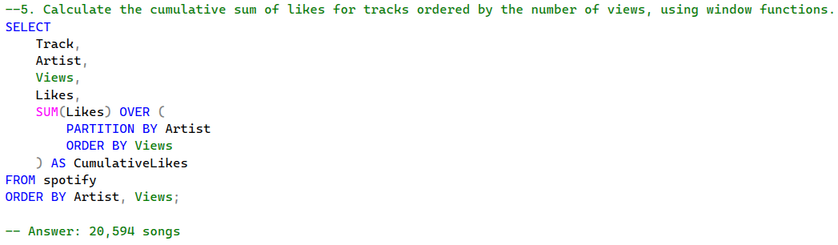 --5. Calculate the cumulative sum of likes for tracks ordered by the number of views, using window functions.
SELECT
    Track,
    Artist,
    Views,
    Likes,
    SUM(Likes) OVER (
        PARTITION BY Artist
        ORDER BY Views
    ) AS CumulativeLikes
FROM spotify
ORDER BY Artist, Views;

-- Answer: 20,594 songs